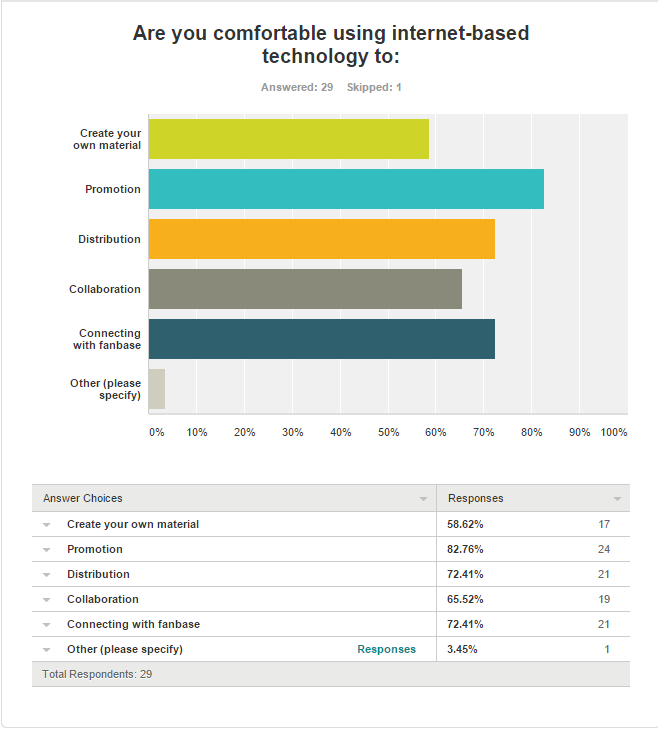 Are you comfortable using internet-based
technology to:
Answered: 29 Skipped: 1
Create your
own material
Promotion
Distribution
Collaboration
Connecting
with fanbase
Other (please
specify)
0% 10% 20% 30% 40% 50% 60% 70% 80% 90% 100%
Answer Choices Responses
Create your own material 58.62% 17
Promotion 82.76% 24
Distribution 72.41% 21
Collaboration 65.52% 19
Connecting with fanbase 72.41% 21
Other (please specify) Responses 3.45% 1
Total Respondents: 29